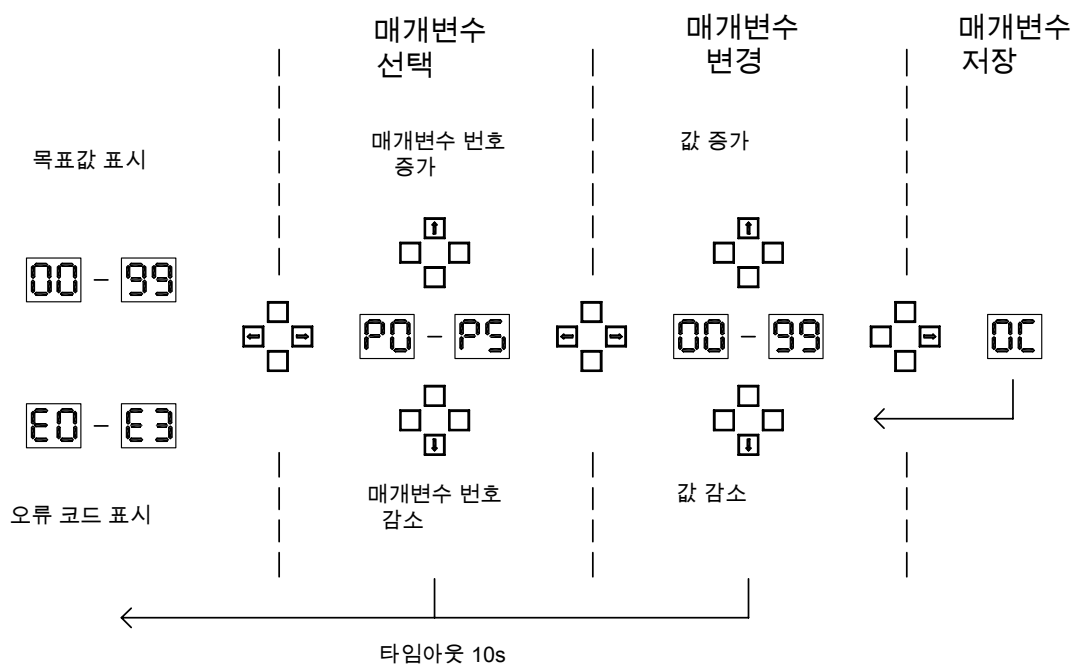 매개변수
선택
매개변수
변경
매개변수
저장
목표값 표시
매개변수 번호
증가
값 증가
00 – 99
P0 – P5
00 – 99
0C
E0 – E3
오류 코드 표시
매개변수 번호
감소
값 감소
타임아웃 10s